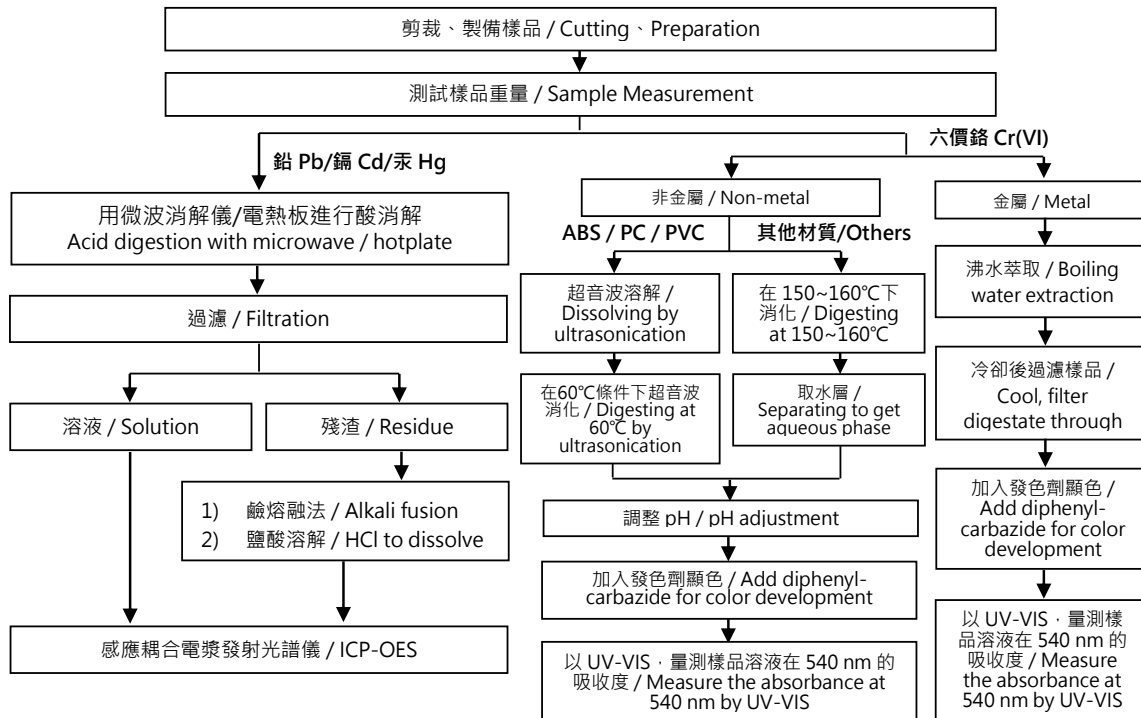 剪裁、製備樣品 / Cutting、Preparation
測試樣品重量 / Sample Measurement
鉛 Pb/鎘 Cd/汞 Hg
六價鉻 Cr(VI)
用微波消解儀/電熱板進行酸消解
Acid digestion with microwave / hotplate
過濾 / Filtration
溶液 / Solution
殘渣 / Residue
1) 鹼熔融法 / Alkali fusion
2) 鹽酸溶解 / HCl to dissolve
感應耦合電漿發射光譜儀 / ICP-OES
非金屬 / Non-metal
ABS / PC / PVC
其他材質/Others
超音波溶解 /
Dissolving by
ultrasonication
在60℃條件下超音波
消化 / Digesting at
60℃ by
ultrasonication
在 150~160℃下
消化 / Digesting
at 150~160℃
取水層 /
Separating to get
aqueous phase
調整 pH / pH adjustment
加入發色劑顯色 / Add diphenyl-
carbazide for color development
以 UV-VIS，量測樣品溶液在 540 nm 的
吸收度 / Measure the absorbance at
540 nm by UV-VIS
金屬 / Metal
沸水萃取 / Boiling
water extraction
冷卻後過濾樣品 /
Cool, filter
digestate through
加入發色劑顯色 /
Add diphenyl-
carbazide for color
development
以 UV-VIS，量測樣
品溶液在 540 nm 的
吸收度 / Measure
the absorbance at
540 nm by UV-VIS